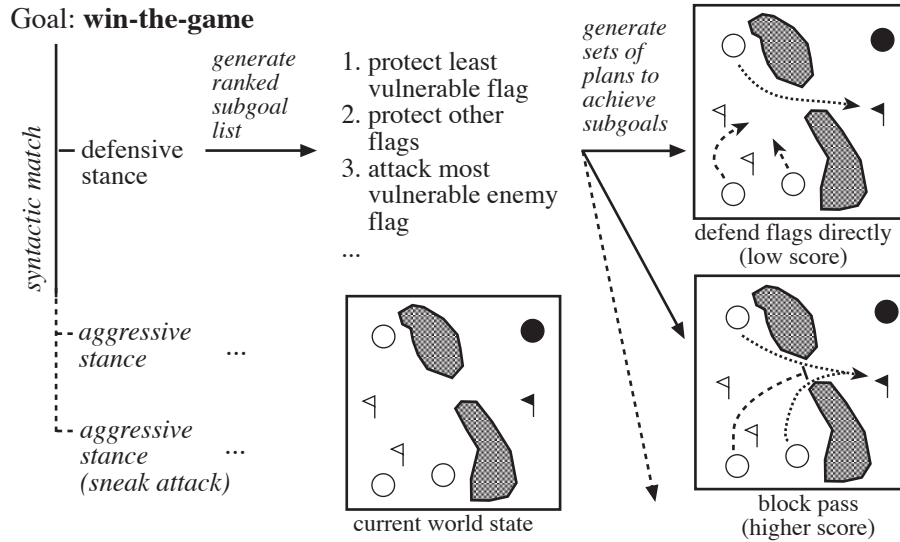 Goal: win-the-game
syntactic match
defensive
stance
generate
ranked
subgoal
list
1. protect least
vulnerable flag
2. protect other
flags
3. attack most
vulnerable enemy
flag
...
generate
sets of
plans to
achieve
subgoals
defend flags directly
(low score)
aggressive
stance
...
aggressive
stance
(sneak attack)
...
current world state
block pass
(higher score)